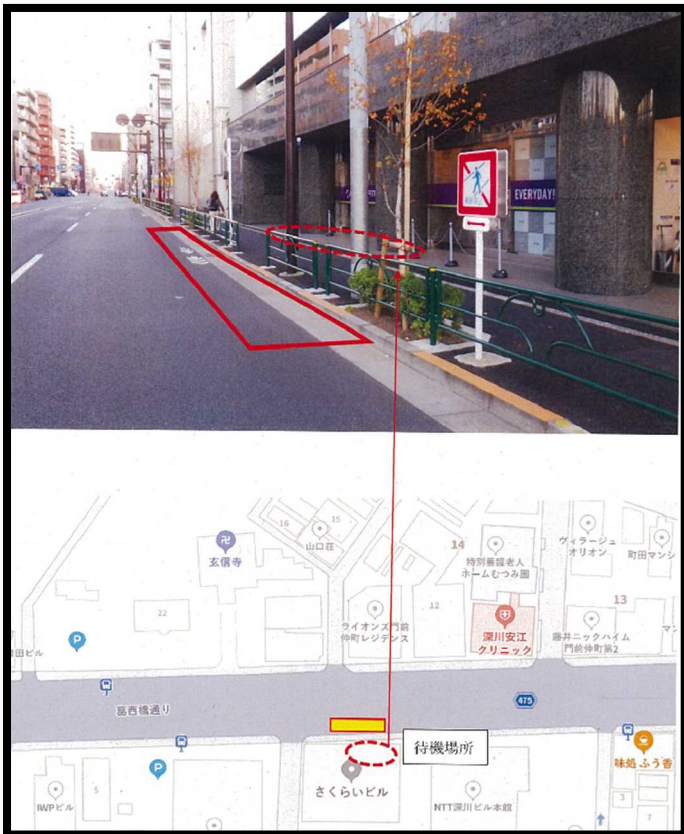 EVERYDAY!
16
15
山口荘
卍
玄信寺
14
特別養護老人
ホームむつみ園
ヴィラージュ
オリオン
町田マンシ
13
22
ライオンズ門前
仲町レジデンス
12
深川安江
クリニック
藤井ニックハイム
門前仲町第2
マン
P
田ビル
葛西橋通り
475
待機場所
P
さくらいビル
味処 ふう香
IWPビル
5
NTT深川ビル本館
3
7